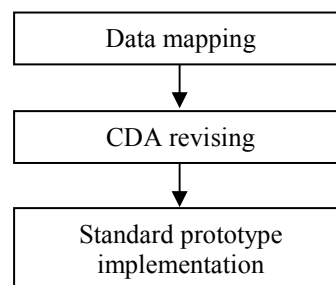 Data mapping
CDA revising
Standard prototype
implementation